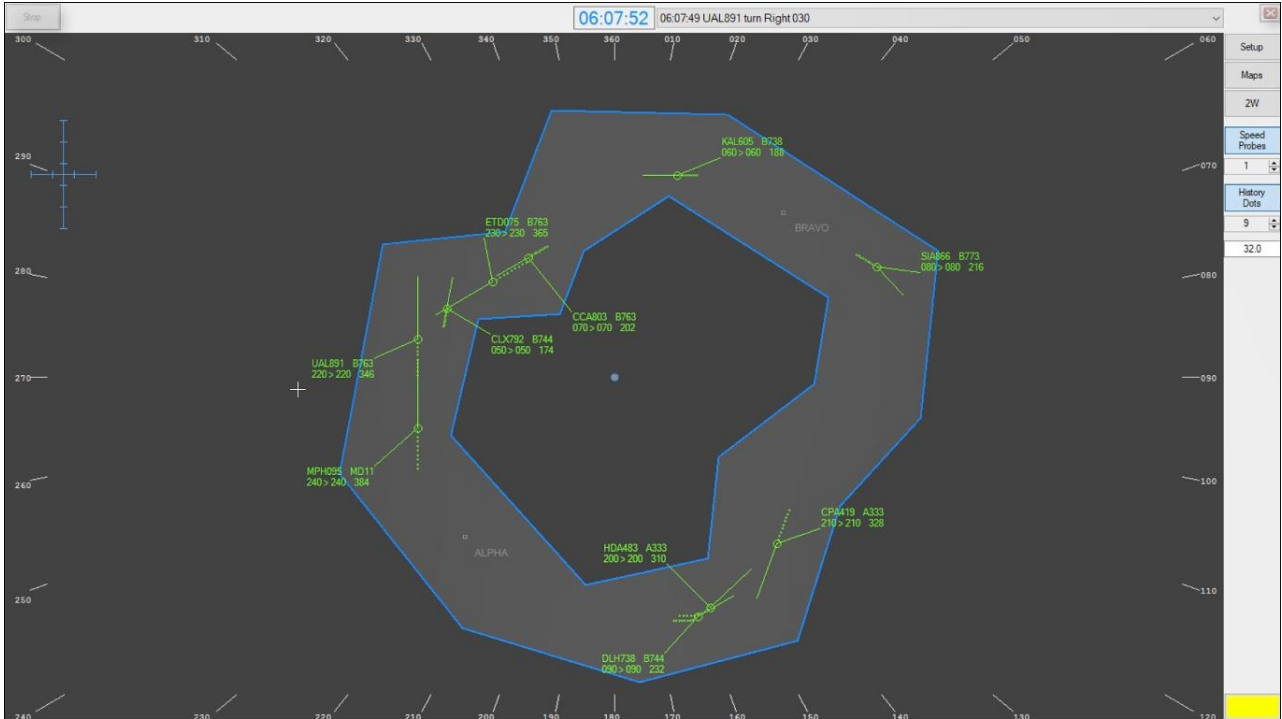 Stop
06:07:52
06:07:49 UAL891 turn Right 030
300 310 320 330 340 350 360 010 020 030 040 050 060
Setup
Maps
2W
Speed
Probes
1
History
Dots
9
32.0
290
280
270
260
250
070
080
090
100
110
KAL605 B738
060>060 188
BRAVO
ETD075 B763
230>230 365
SIA866 B773
080>080 216
CCA803 B763
070>070 202
CLX792 B744
050>050 174
UAL891 B763
220>220 346
MPH095 MD11
240>240 384
CPA419 A333
210>210 328
ALPHA
HDA483 A333
200>200 310
DLH738 B744
090>090 232
240 230 220 210 200 190 180 170 160 150 140 130 120